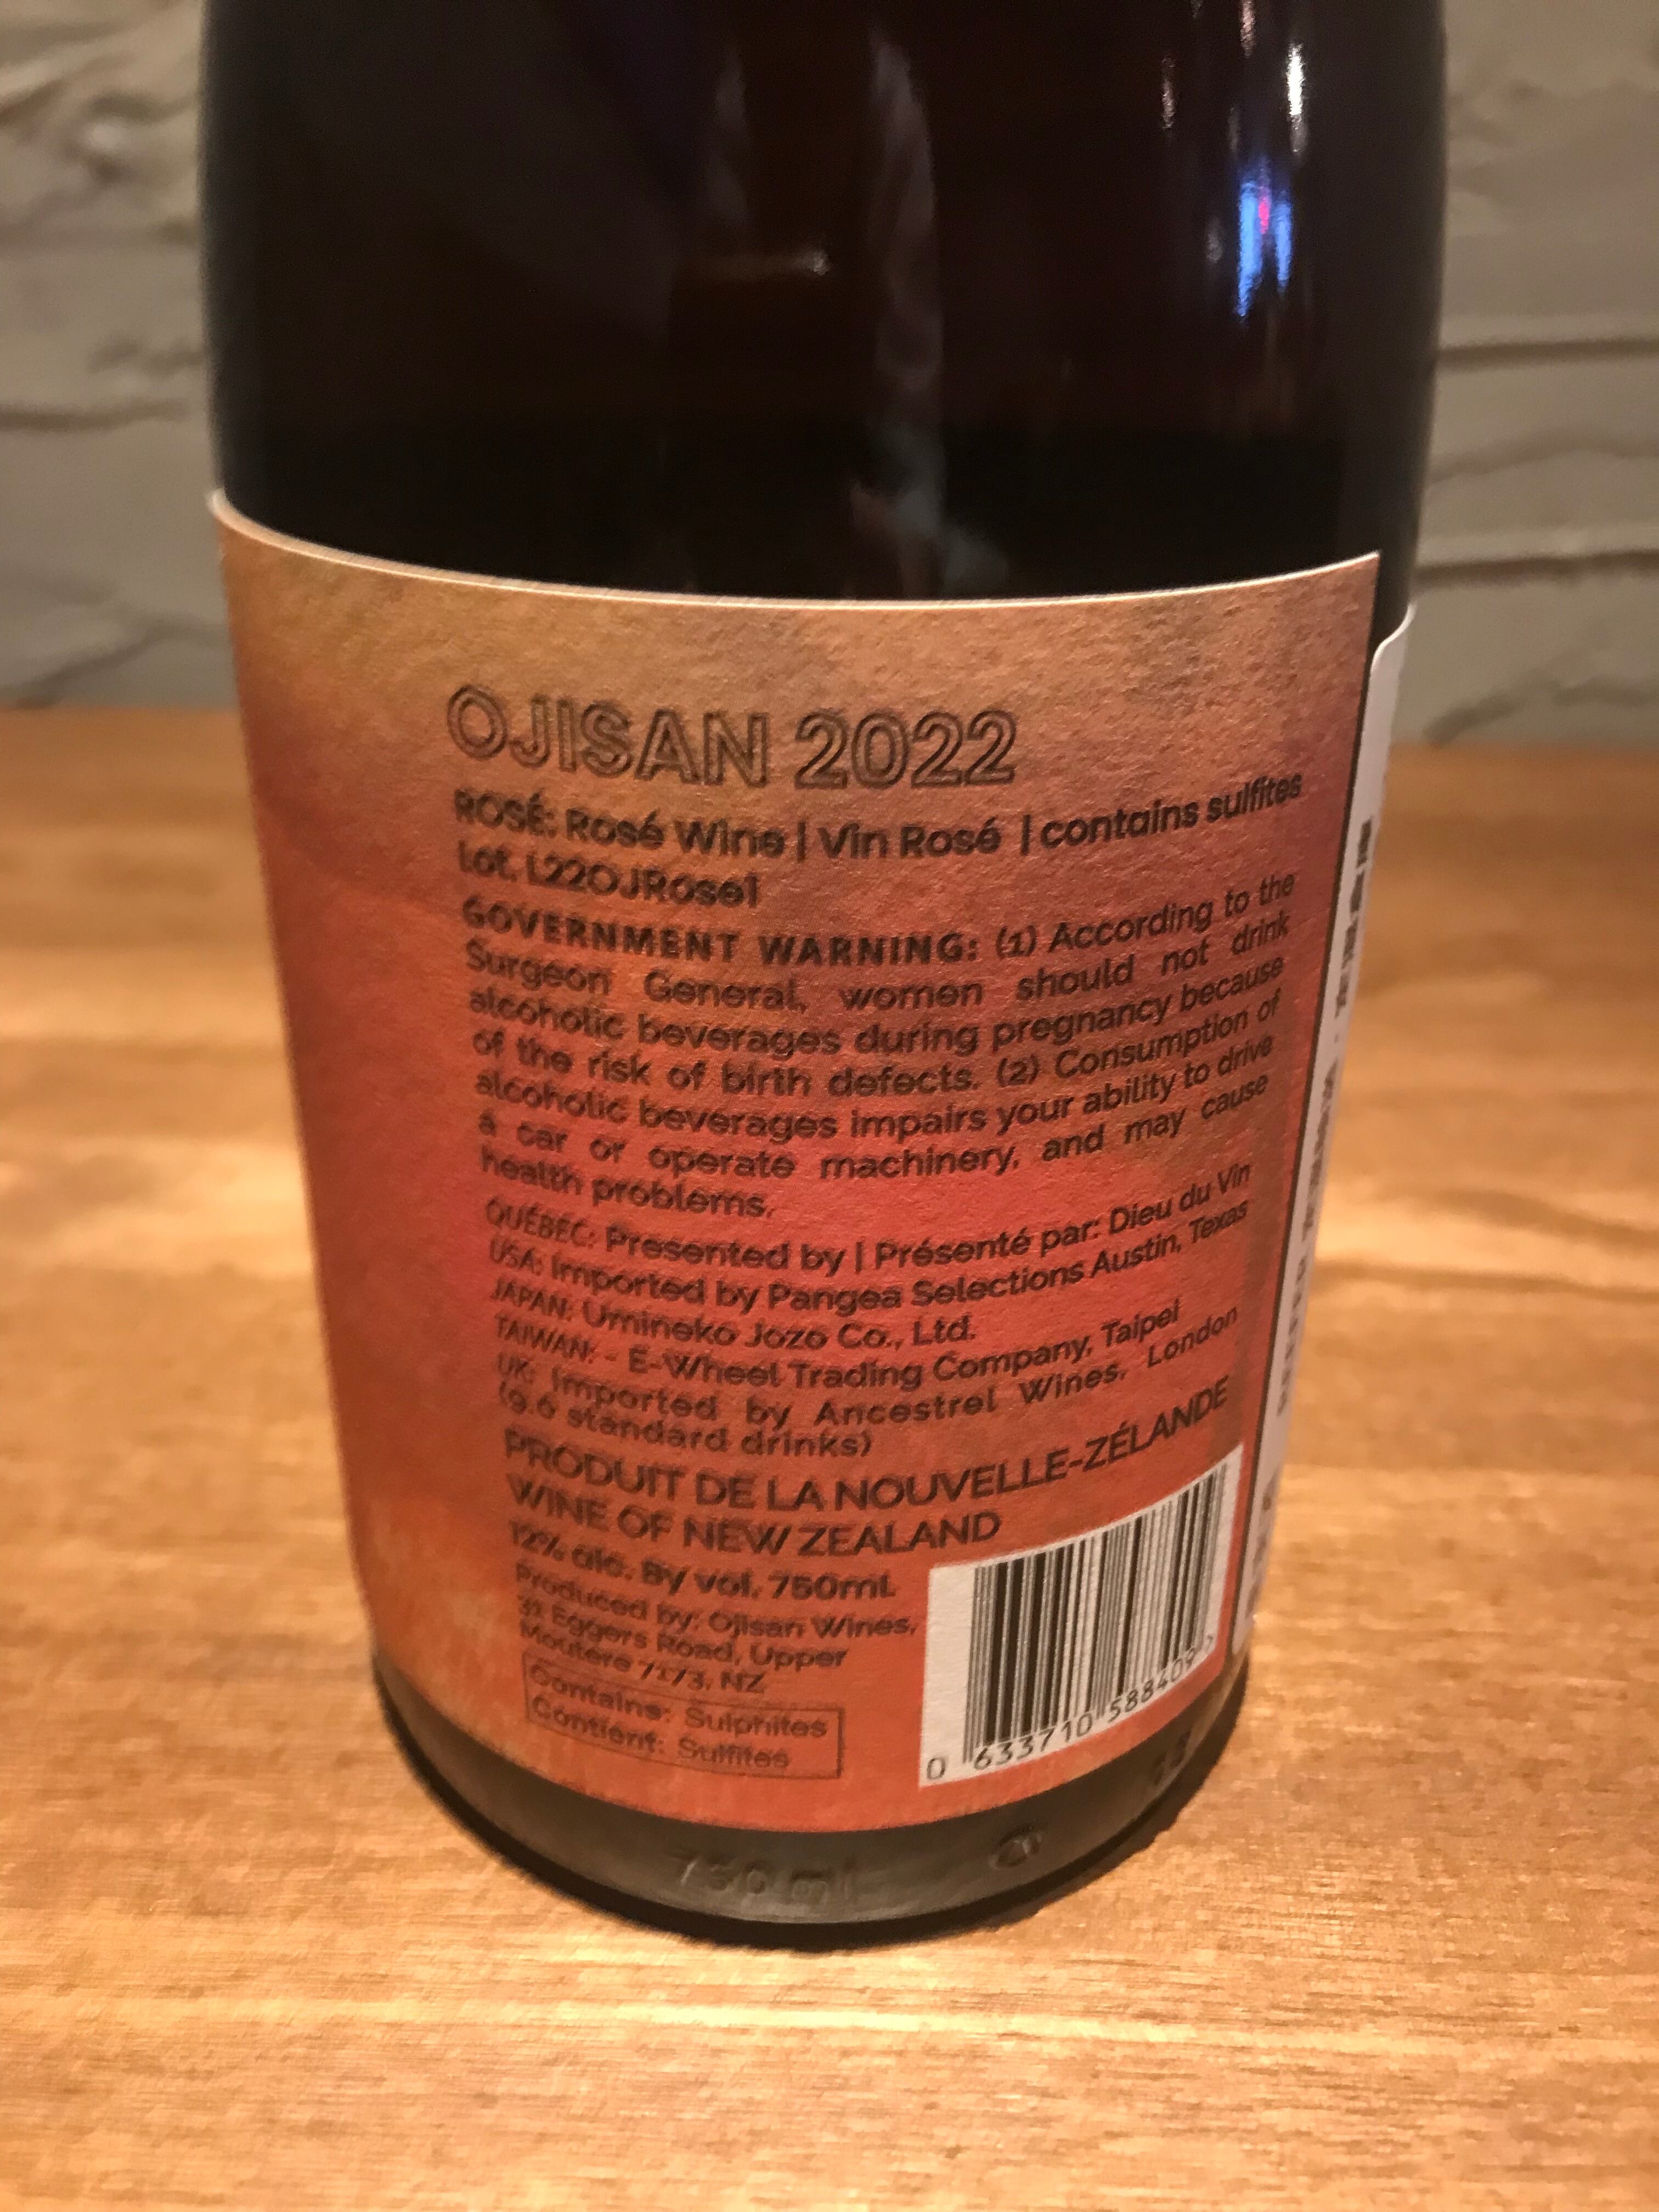 OJISAN 2022
ROSÉ: Rosé Wine | Vin Rosé | contains sulfites
Lot. L22OJRose1
GOVERNMENT WARNING: (1) According to the
Surgeon General, women should not drink
alcoholic beverages during pregnancy because
of the risk of birth defects. (2) Consumption of
alcoholic beverages impairs your ability to drive
a car or operate machinery, and may cause
health problems.
QUÉBEC: Presented by | Présenté par: Dieu du Vin
USA: Imported by Pangea Selections Austin, Texas
JAPAN: Umineko Jozo Co., Ltd.
TAIWAN: - E-Wheel Trading Company, Taipei
UK: Imported by Ancestrel Wines, London
(9.6 standard drinks)
PRODUIT DE LA NOUVELLE-ZÉLANDE
WINE OF NEW ZEALAND
12% alc. By vol. 750mL
Produced by: Ojisan Wines,
31 Eggers Road, Upper
Moutere 7173, NZ
Contains: Sulphites
Contient: Sulfites
0 633710 588409 >
750 ml